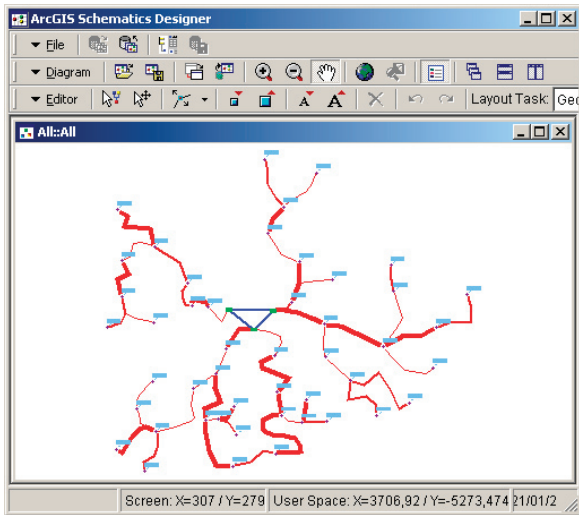 ArcGIS Schematics Designer
File
Diagram
Editor
Layout Task: Geo
All::All
Screen: X=307 / Y=279
User Space: X=3706,92 / Y=-5273,474
21/01/2